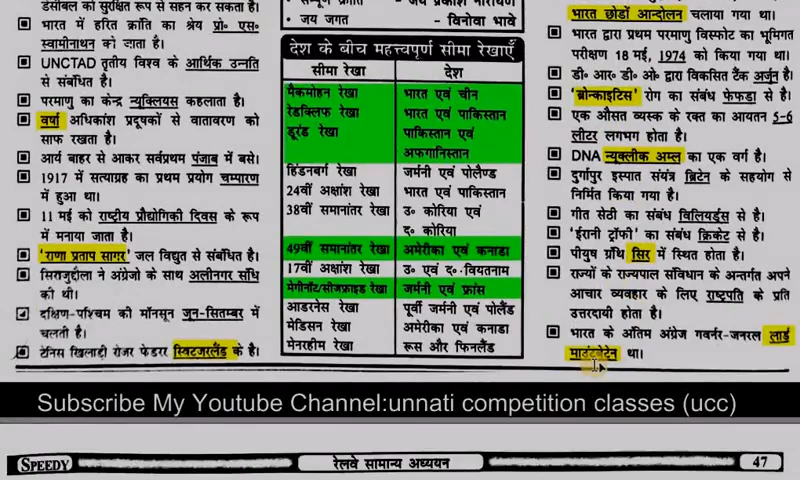 डेसीबल को सुरक्षित रूप से सहन कर सकता है।
भारत में हरित क्रांति का श्रेय प्रो० एस०
स्वामीनाथन को जाता है।
UNCTAD तृतीय विश्व के आर्थिक उन्नति
से संबंधित है।
परमाणु का केन्द्र न्यूक्लियस कहलाता है।
वर्षा अधिकांश प्रदूषकों से वातावरण को
साफ रखता है।
आर्य बाहर से आकर सर्वप्रथम पंजाब में बसे।
1917 में सत्याग्रह का प्रथम प्रयोग चम्पारण
में हुआ था।
11 मई को राष्ट्रीय प्रौद्योगिकी दिवस के रूप
में मनाया जाता है।
'राणा प्रताप सागर' जल विद्युत से संबंधित है।
सिराजुद्दौला ने अंग्रेजो के साथ अलीनगर संधि
की थी।
दक्षिण-पश्चिम की मॉनसून जून-सितम्बर में
चलती है।
टेनिस खिलाड़ी रोजर फेडरर स्विटजरलैंड के है।
• सम्पूर्ण क्रांति - जय प्रकाश नारायण
• जय जगत - विनोवा भावे
देश के बीच महत्त्वपूर्ण सीमा रेखाएँ
सीमा रेखा देश
मैकमोहन रेखा भारत एवं चीन
रेडक्लिफ रेखा भारत एवं पाकिस्तान
डूरंड रेखा पाकिस्तान एवं
अफगानिस्तान
हिंडनबर्ग रेखा जर्मनी एवं पोलैण्ड
24वीं अक्षांश रेखा भारत एवं पाकिस्तान
38वीं समानांतर रेखा उ० कोरिया एवं
द० कोरिया
49वीं समानांतर रेखा अमेरीका एवं कनाडा
17वीं अक्षांश रेखा उ० एवं द० वियतनाम
मेगीनॉट/सीजफ्राइड रेखा जर्मनी एवं फ्रांस
आडरनेस रेखा पूर्वी जर्मनी एवं पोलैंड
मेडिसन रेखा अमेरीका एवं कनाडा
मेनरहीम रेखा रूस और फिनलैंड
भारत छोडों आन्दोलन चलाया गया था।
भारत द्वारा प्रथम परमाणु विस्फोट का भूमिगत
परीक्षण 18 मई, 1974 को किया गया था।
डी० आर० डी० ओ० द्वारा विकसित टैंक अर्जुन है।
'ब्रोन्काइटिस' रोग का संबंध फेफडा से है।
एक औसत व्यस्क के रक्त का आयतन 5-6
लीटर लगभग होता है।
DNA न्यूक्लीक अम्ल का एक वर्ग है।
दुर्गापुर इस्पात संयंत्र ब्रिटेन के सहयोग से
निर्मित किया गया है।
गीत सेठी का संबंध विलियर्ड्स से है।
'ईरानी ट्रॉफी' का संबंध क्रिकेट से है।
पीयुष ग्रंथि सिर में स्थित होता है।
राज्यों के राज्यपाल संविधान के अन्तर्गत अपने
आचार व्यवहार के लिए राष्ट्रपति के प्रति
उत्तरदायी होता है।
भारत के अंतिम अंग्रेज गवर्नर-जनरल लार्ड
माउंटबेटेन था।
Subscribe My Youtube Channel:unnati competition classes (ucc)
SPEEDY रेलवे सामान्य अध्ययन 47